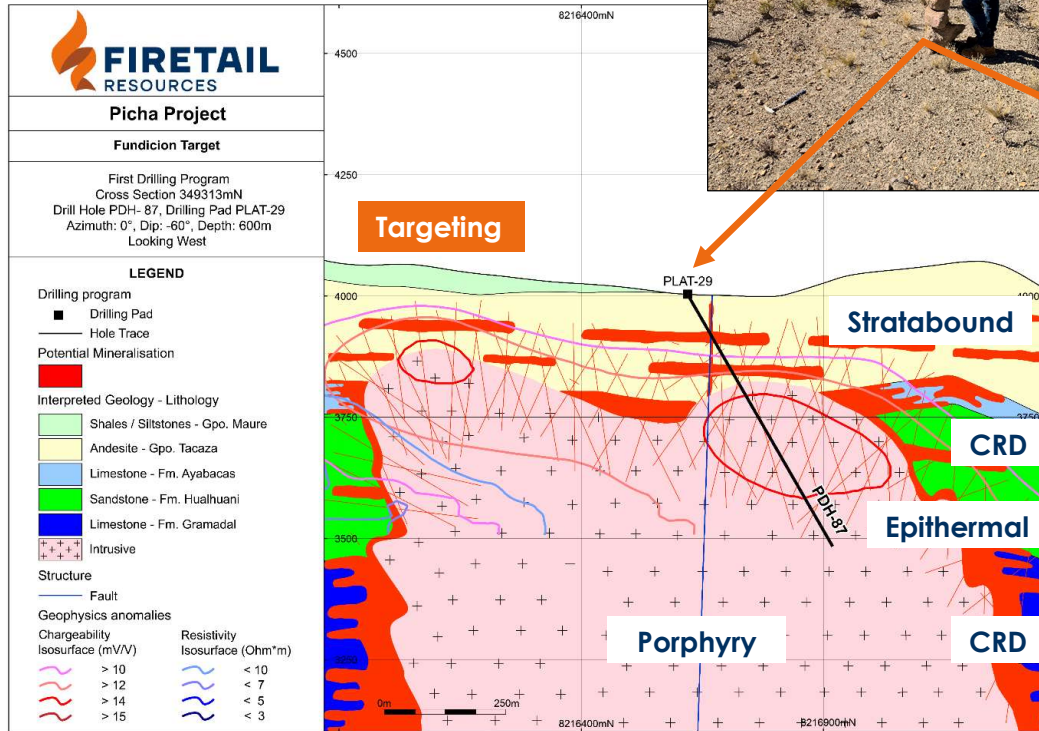 FIRETAIL
RESOURCES
Picha Project
Fundicion Target
First Drilling Program
Cross Section 349313mN
Drill Hole PDH- 87, Drilling Pad PLAT-29
Azimuth: 0°, Dip: -60°, Depth: 600m
Looking West
LEGEND
Drilling program
Drilling Pad
Hole Trace
Potential Mineralisation
Interpreted Geology - Lithology
Shales / Siltstones - Gpo. Maure
Andesite - Gpo. Tacaza
Limestone - Fm. Ayabacas
Sandstone - Fm. Hualhuani
Limestone - Fm. Gramadal
Intrusive
Structure
Fault
Geophysics anomalies
Chargeability
Isosurface (mV/V)
> 10
> 12
> 14
> 15
Resistivity
Isosurface (Ohm*m)
< 10
< 7
< 5
< 3
8216400mN
4500
4250
Targeting
PLAT-29
4000
4000
Stratabound
3750
3750
CRD
PDH-87
Epithermal
3500
Porphyry
CRD
3250
0m
250m
8216400mN
8216900mN